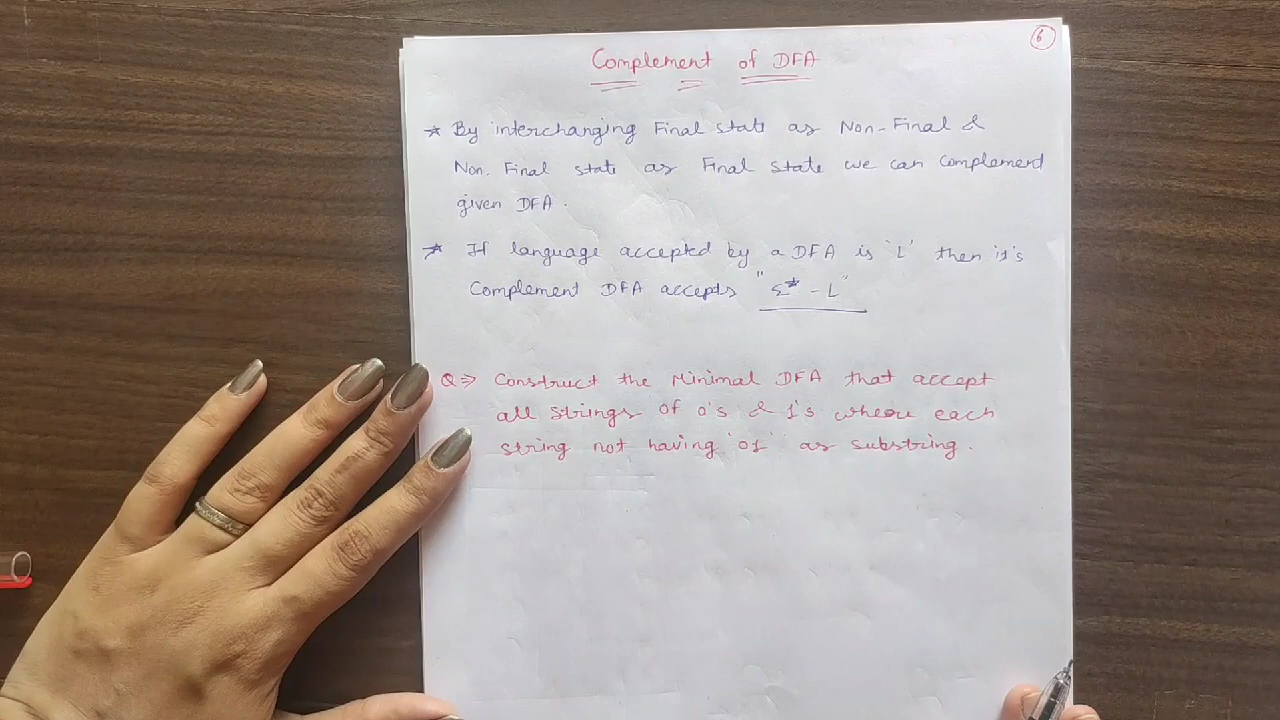 6
Complement of DFA
* By interchanging Final state as Non-Final &
Non-Final state as Final state we can complement
given DFA.
* If language accepted by a DFA is 'L' then it's
Complement DFA accepts "Σ* - L"
Q⇒ Construct the Minimal DFA that accept
all strings of 0's & 1's where each
string not having '01' as substring.